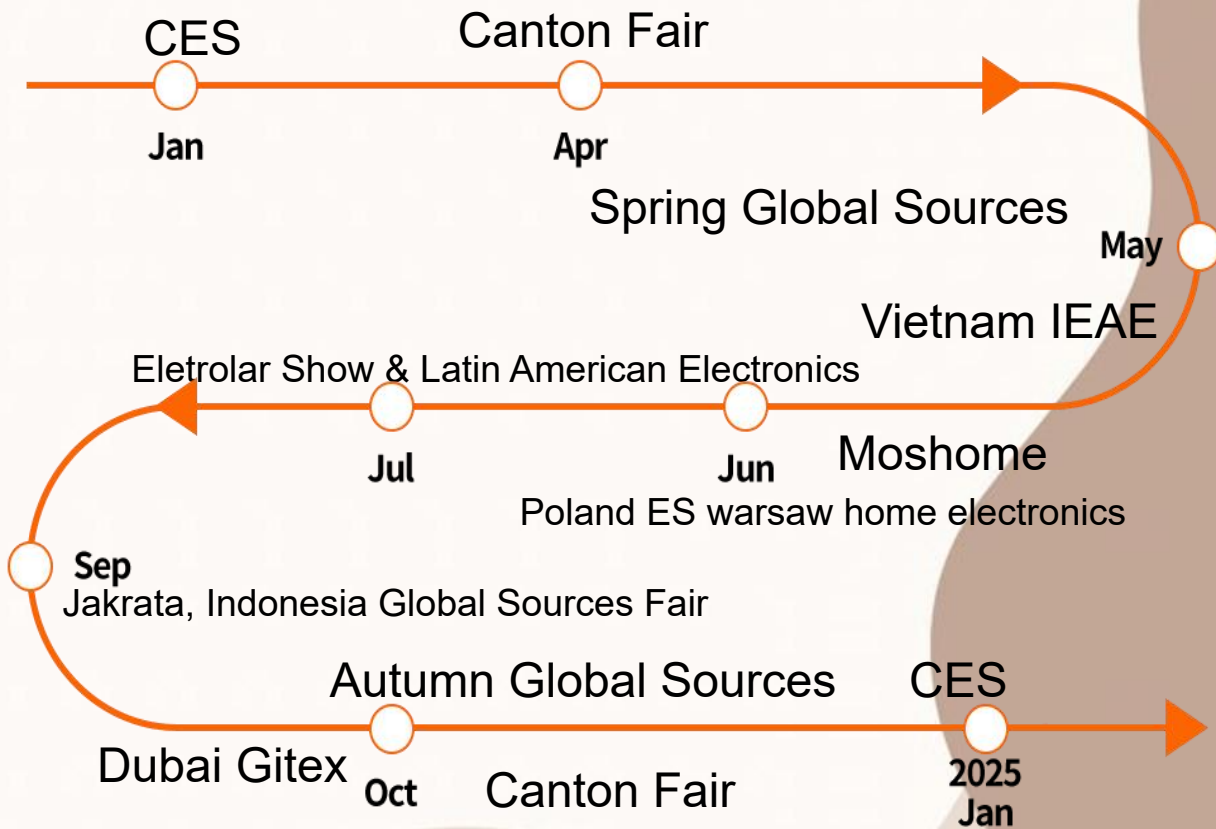 CES
Canton Fair
Jan
Apr
Spring Global Sources
May
Vietnam IEAE
Eletrolar Show & Latin American Electronics
Jul
Jun
Moshome
Poland ES warsaw home electronics
Sep
Jakrata, Indonesia Global Sources Fair
Autumn Global Sources
CES
Dubai Gitex
Oct
Canton Fair
2025
Jan